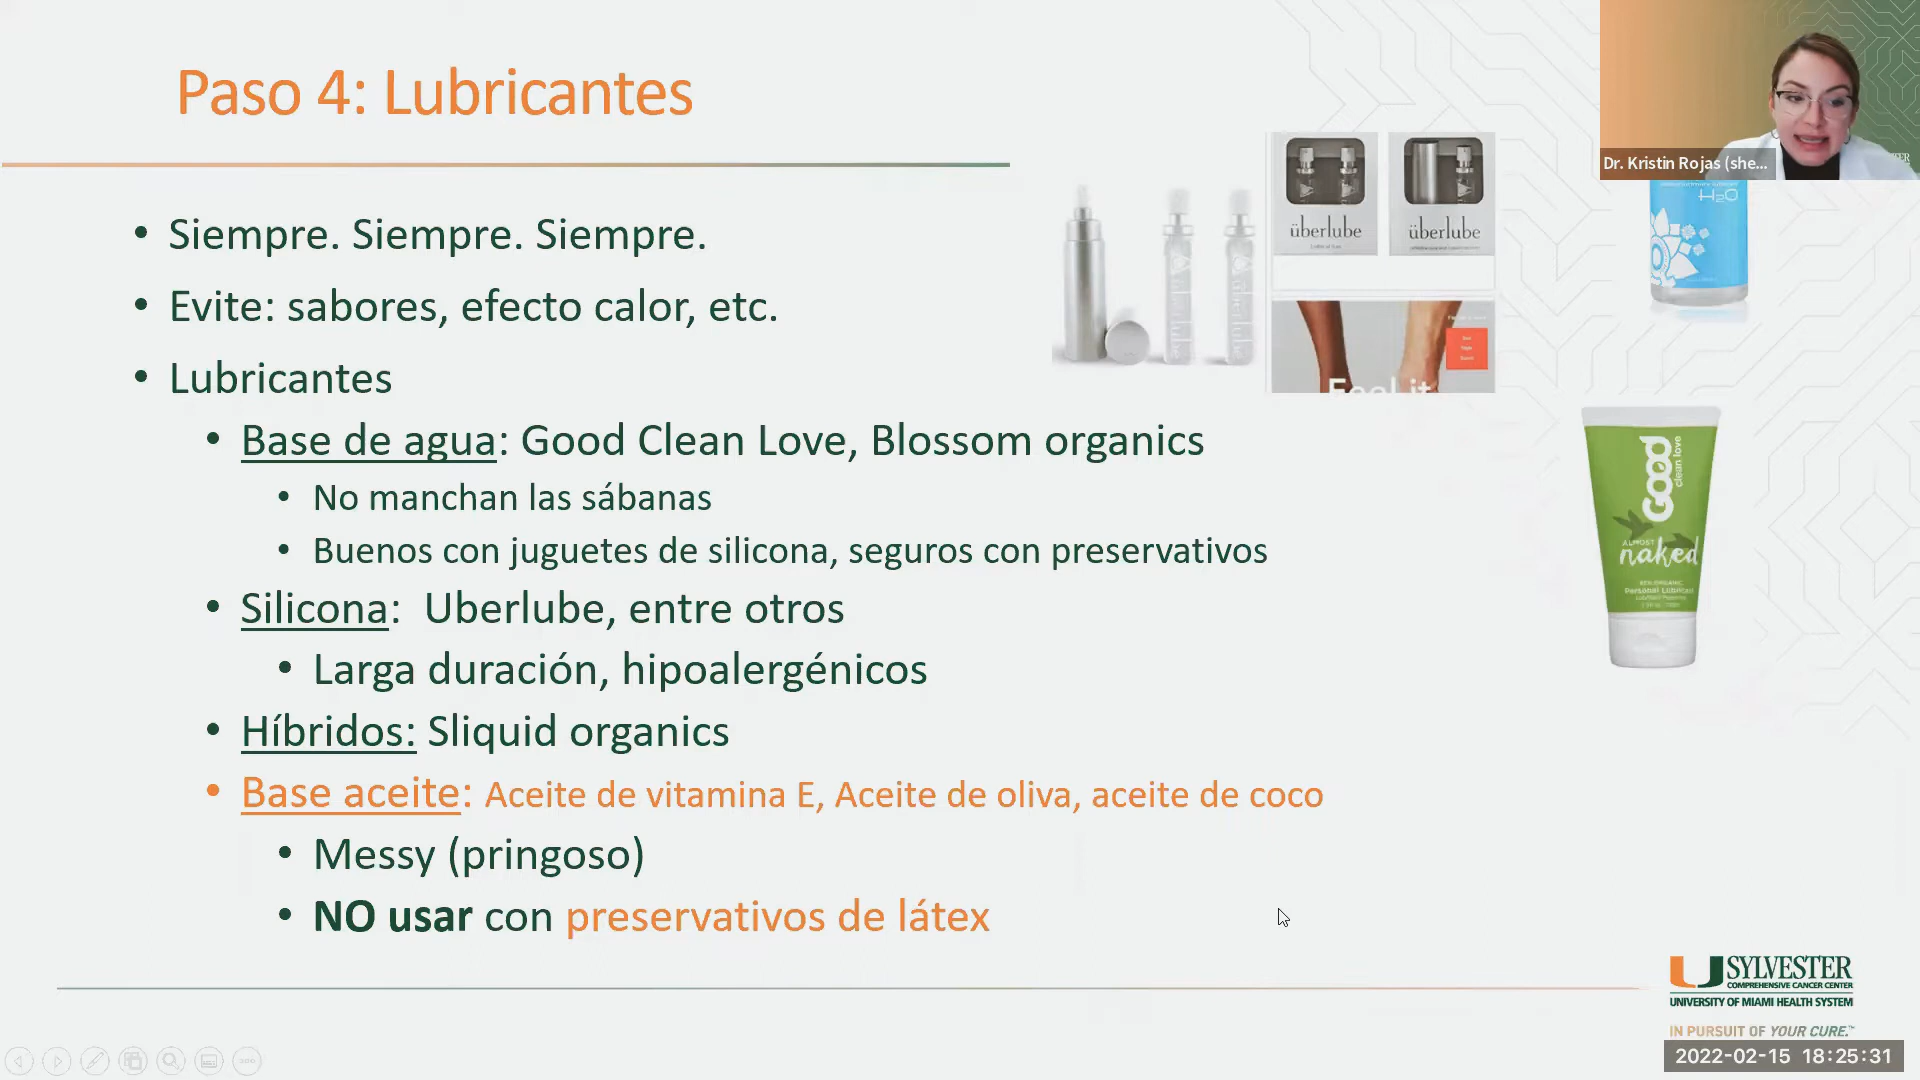 Paso 4: Lubricantes
Dr. Kristin Rojas (she...
• Siempre. Siempre. Siempre.
• Evite: sabores, efecto calor, etc.
• Lubricantes
• Base de agua: Good Clean Love, Blossom organics
• No manchan las sábanas
• Buenos con juguetes de silicona, seguros con preservativos
• Silicona: Uberlube, entre otros
• Larga duración, hipoalergénicos
• Híbridos: Sliquid organics
• Base aceite: Aceite de vitamina E, Aceite de oliva, aceite de coco
• Messy (pringoso)
• NO usar con preservativos de látex
überlube
überlube
Feel it
H2O
Good
clean love
ALMOST
naked
Personal Lubricant
SYLVESTER
COMPREHENSIVE CANCER CENTER
UNIVERSITY OF MIAMI HEALTH SYSTEM
IN PURSUIT OF YOUR CURE.™
2022-02-15 18:25:31